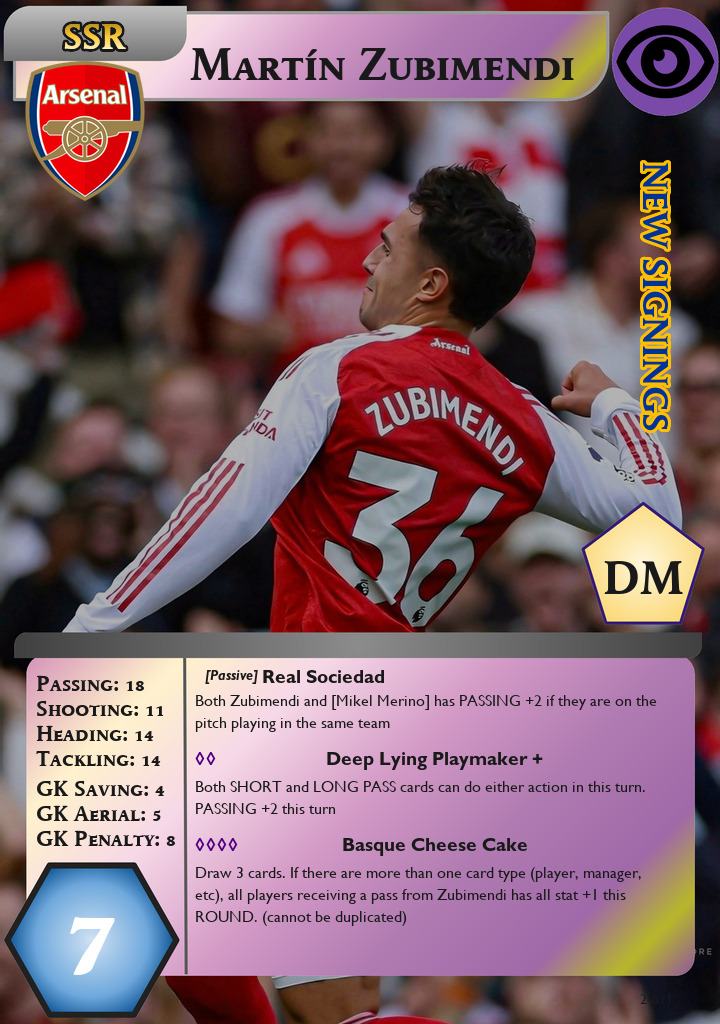 SSR
Martín Zubimendi
Arsenal
NEW SIGNINGS
Arsenal
ZUBIMENDI
36
DM
Passing: 18
Shooting: 11
Heading: 14
Tackling: 14
GK Saving: 4
GK Aerial: 5
GK Penalty: 8
7
[Passive] Real Sociedad
Both Zubimendi and [Mikel Merino] has PASSING +2 if they are on the
pitch playing in the same team
◊◊ Deep Lying Playmaker +
Both SHORT and LONG PASS cards can do either action in this turn.
PASSING +2 this turn
◊◊◊◊ Basque Cheese Cake
Draw 3 cards. If there are more than one card type (player, manager,
etc), all players receiving a pass from Zubimendi has all stat +1 this
ROUND. (cannot be duplicated)